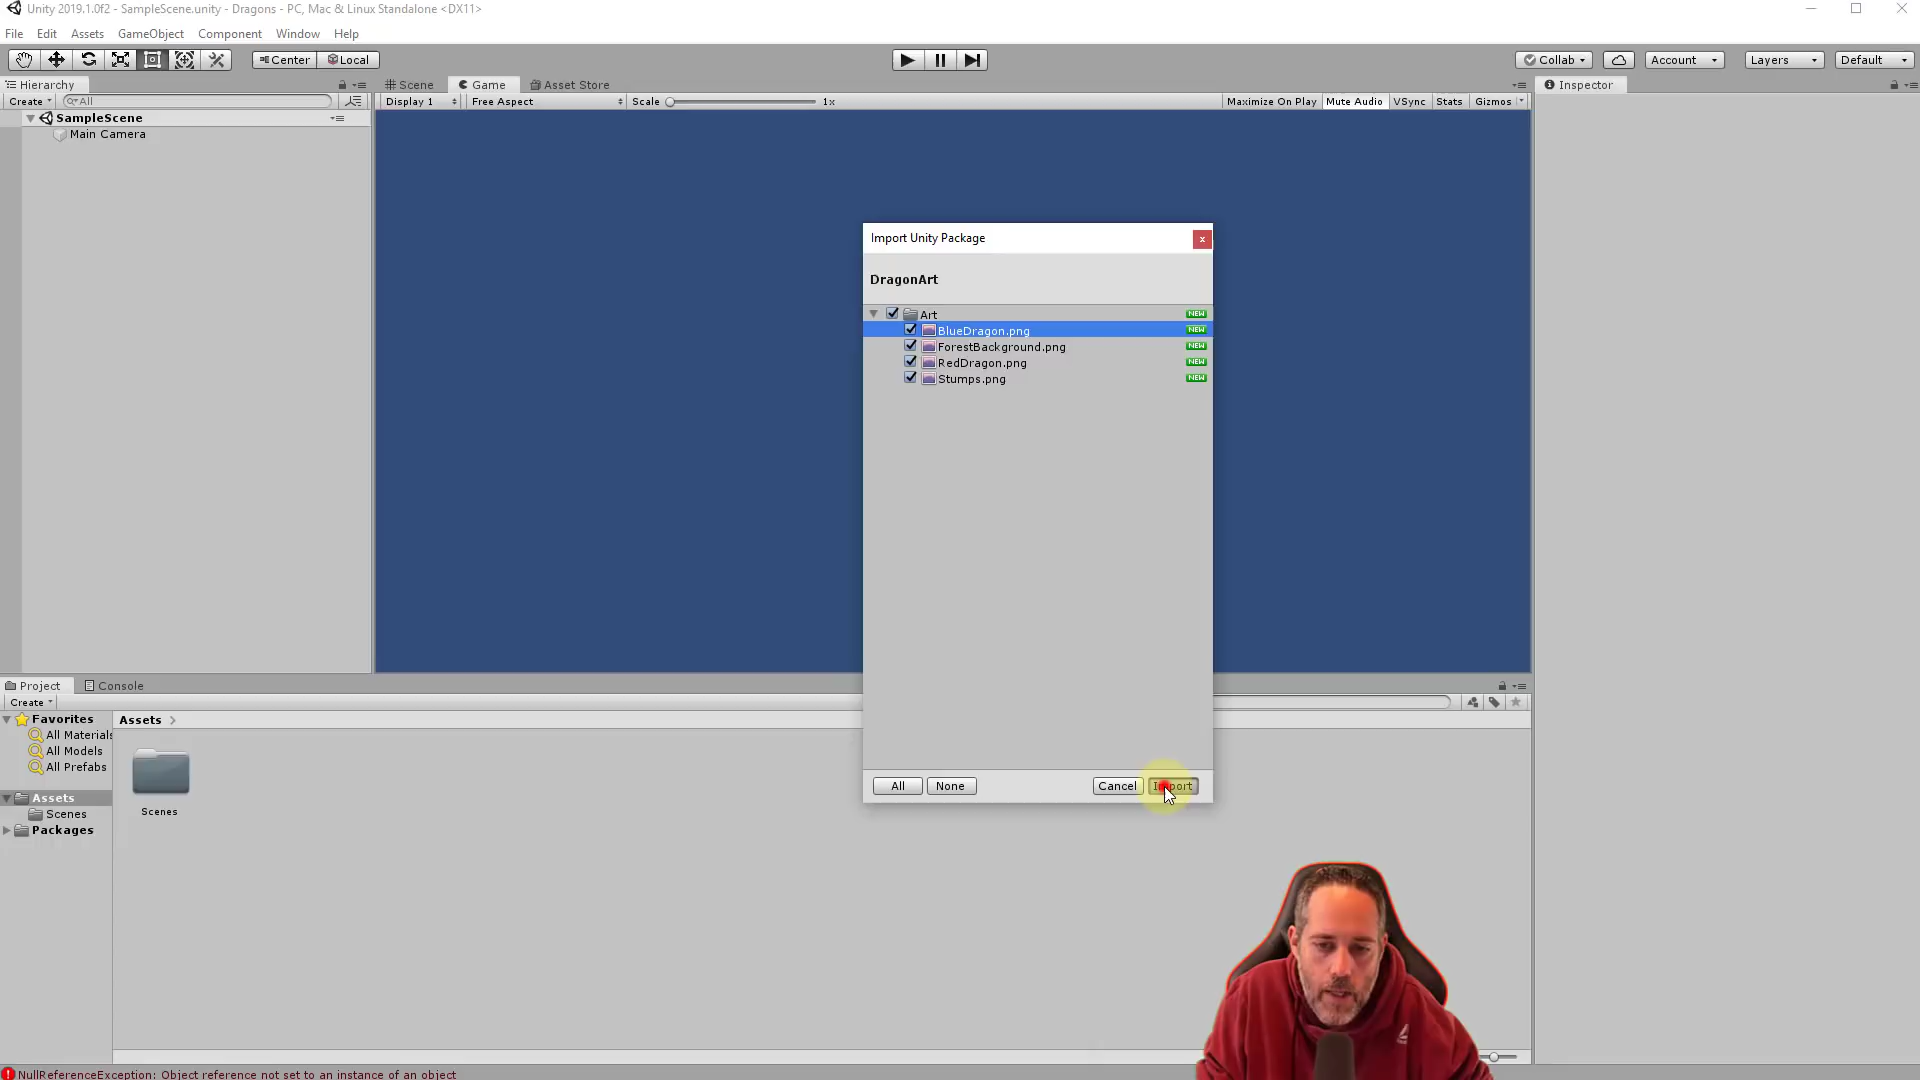 Unity 2019.1.0f2 - SampleScene.unity - Dragons - PC, Mac & Linux Standalone <DX11>
File Edit Assets GameObject Component Window Help
Center Local Collab Account Layers Default
Hierarchy Scene Game Asset Store Inspector
Create All Display 1 Free Aspect Scale 1x Maximize On Play Mute Audio VSync Stats Gizmos
SampleScene
Main Camera
Import Unity Package x
DragonArt
Art NEW
BlueDragon.png NEW
ForestBackground.png NEW
RedDragon.png NEW
Stumps.png NEW
All None Cancel
Project Console
Create
Favorites Assets
All Materials
All Models
All Prefabs
Assets
Scenes
Packages
Scenes
NullReferenceException: Object reference not set to an instance of an object